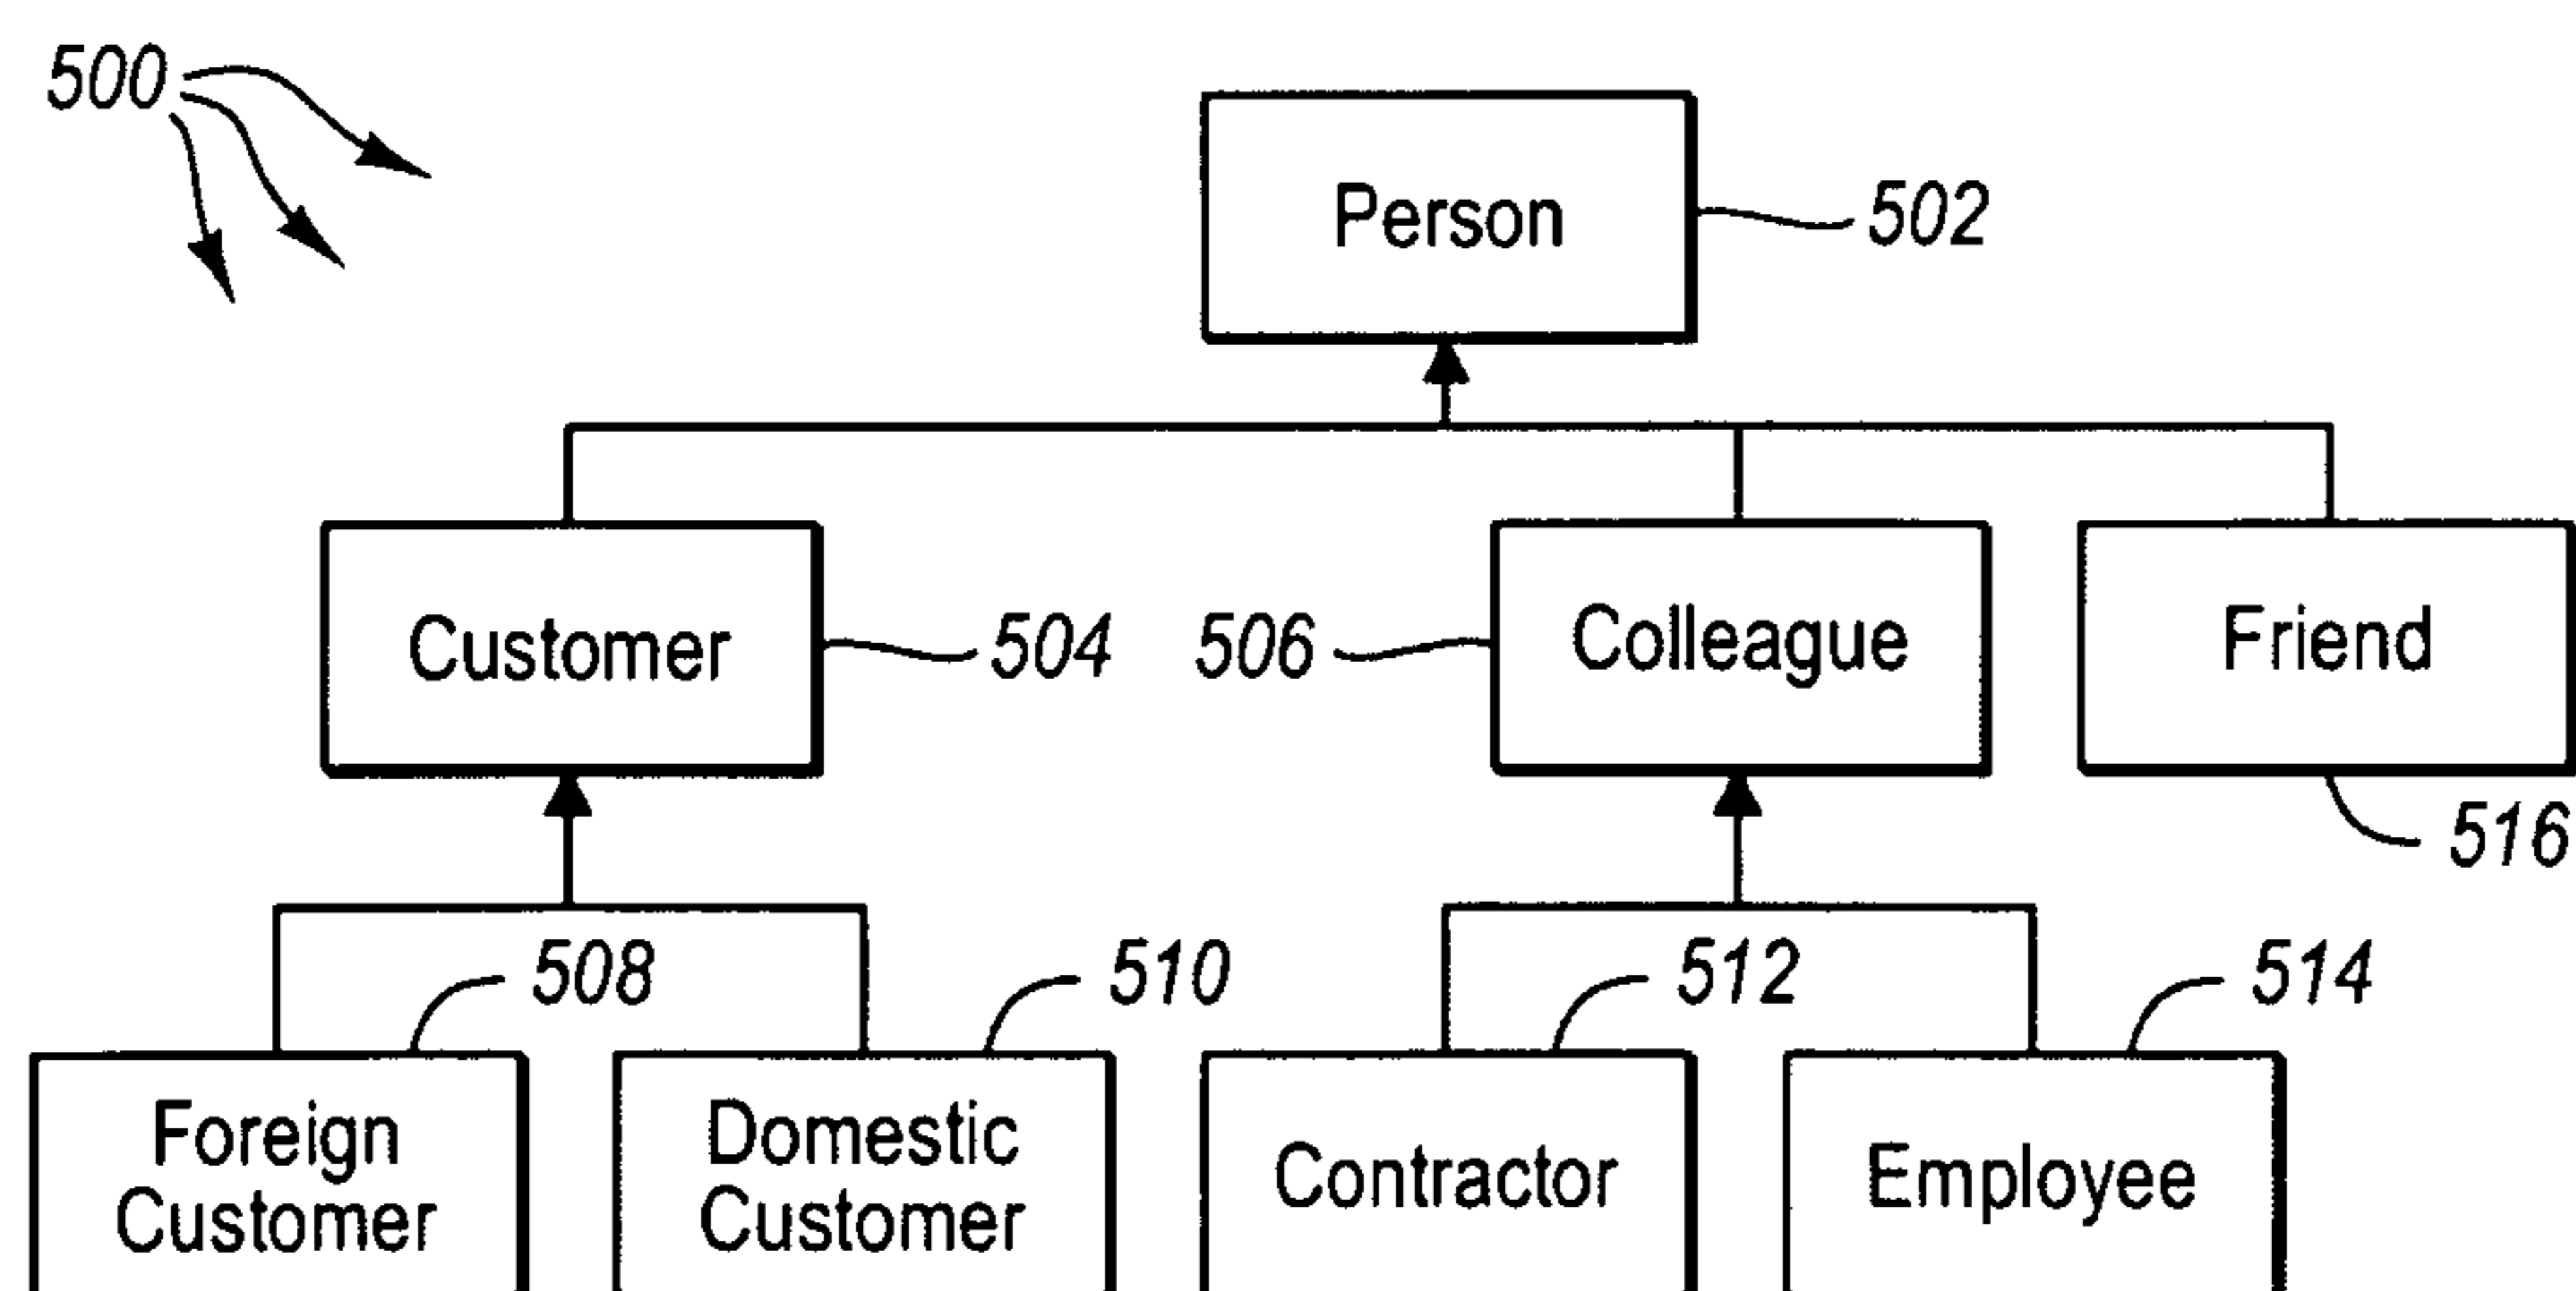 500
Person
502
Customer
504
506
Colleague
Friend
516
508
510
512
514
Foreign
Customer
Domestic
Customer
Contractor
Employee